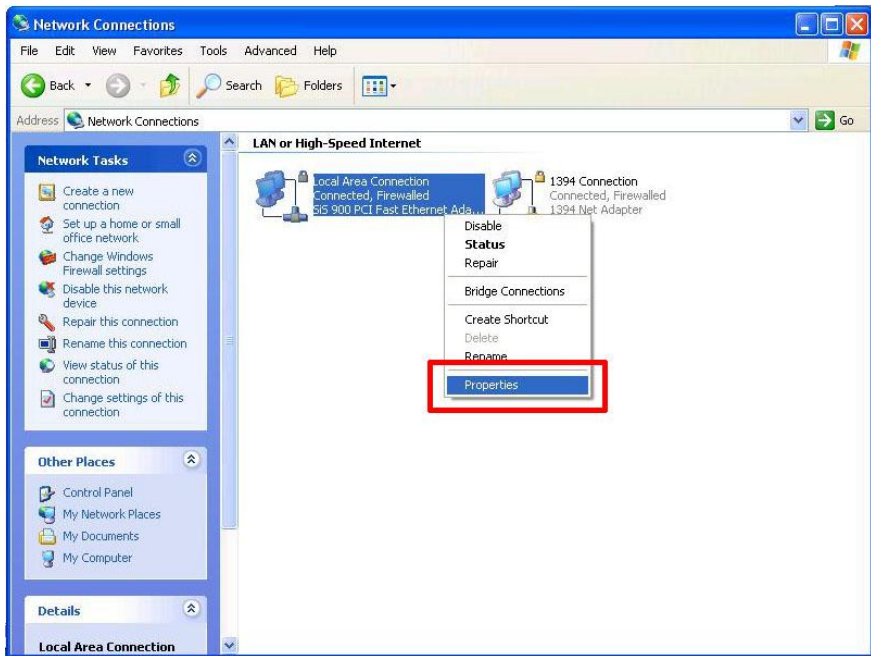 Network Connections
File Edit View Favorites Tools Advanced Help
Back Search Folders
Address Network Connections Go
Network Tasks
Create a new
connection
Set up a home or small
office network
Change Windows
Firewall settings
Disable this network
device
Repair this connection
Rename this connection
View status of this
connection
Change settings of this
connection
Other Places
Control Panel
My Network Places
My Documents
My Computer
Details
Local Area Connection
LAN or High-Speed Internet
Local Area Connection
Connected, Firewalled
SiS 900 PCI Fast Ethernet Ada...
1394 Connection
Connected, Firewalled
1394 Net Adapter
Disable
Status
Repair
Bridge Connections
Create Shortcut
Delete
Rename
Properties